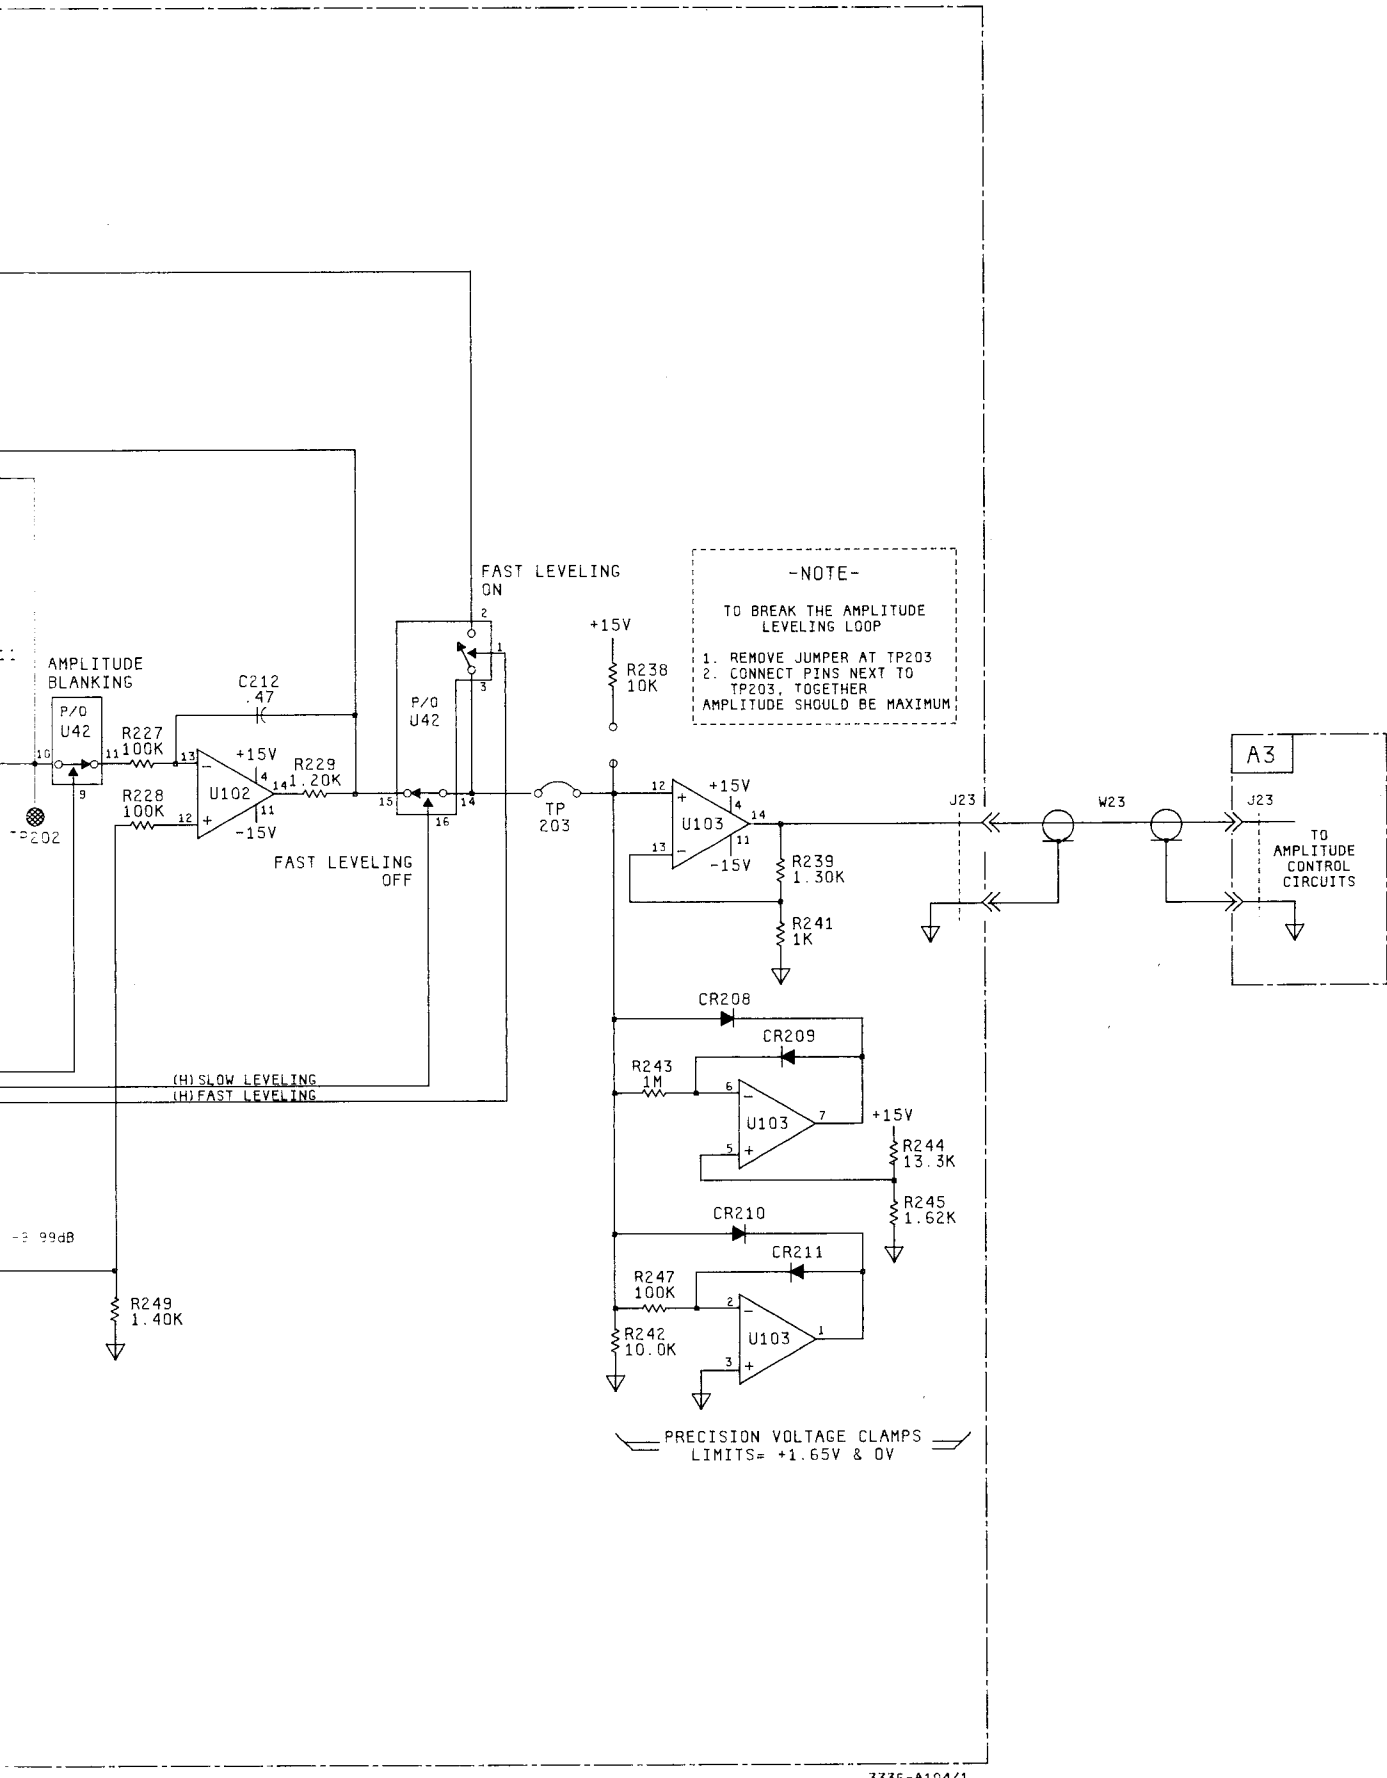 FAST LEVELING
ON
2
1
3
P/O
U42
15
14
16
FAST LEVELING
OFF
AMPLITUDE
BLANKING
P/O
U42
10
11
9
R227
100K
R228
100K
C212
.47
13
12
+15V
4
U102
14
11
-15V
R229
1.20K
TP
203
+15V
R238
10K
-NOTE-
TO BREAK THE AMPLITUDE
LEVELING LOOP
1. REMOVE JUMPER AT TP203
2. CONNECT PINS NEXT TO
TP203, TOGETHER
AMPLITUDE SHOULD BE MAXIMUM
12
+
+15V
4
U103
14
13
-
11
-15V
R239
1.30K
R241
1K
J23
W23
A3
J23
TO
AMPLITUDE
CONTROL
CIRCUITS
CR208
CR209
R243
1M
6
-
U103
7
5
+
+15V
R244
13.3K
R245
1.62K
(H)SLOW LEVELING
(H)FAST LEVELING
CR210
CR211
R247
100K
2
-
U103
1
3
+
R242
10.0K
R249
1.40K
PRECISION VOLTAGE CLAMPS
LIMITS= +1.65V & 0V